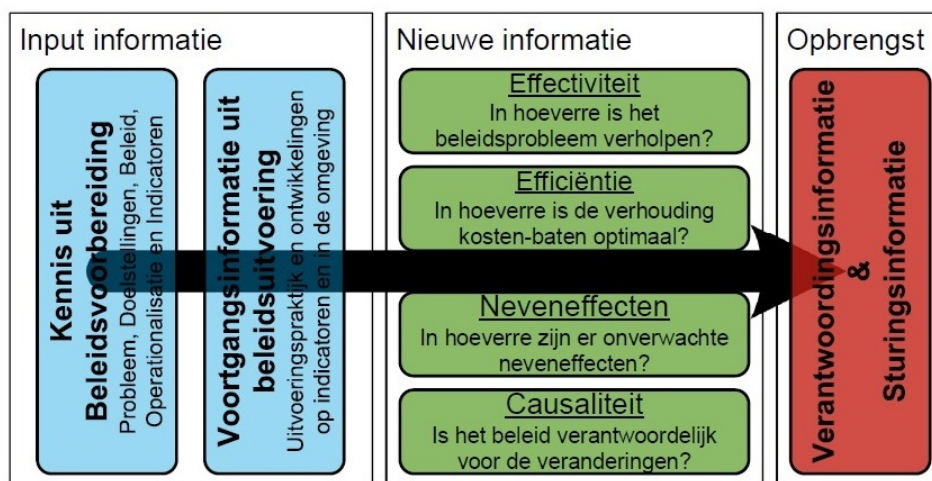 Input informatie
Kennis uit
Beleidsvoorbereiding
Probleem, Doelstellingen, Beleid,
Operationalisatie en Indicatoren
Voortgangsinformatie uit
beleidsuitvoering
Uitvoeringspraktijk en ontwikkelingen
op indicatoren en in de omgeving
Nieuwe informatie
Effectiviteit
In hoeverre is het
beleidsprobleem verholpen?
Efficiëntie
In hoeverre is de verhouding
kosten-baten optimaal?
Neveneffecten
In hoeverre zijn er onverwachte
neveneffecten?
Causaliteit
Is het beleid verantwoordelijk
voor de veranderingen?
Opbrengst
Verantwoordingsinformatie
&
Sturingsinformatie